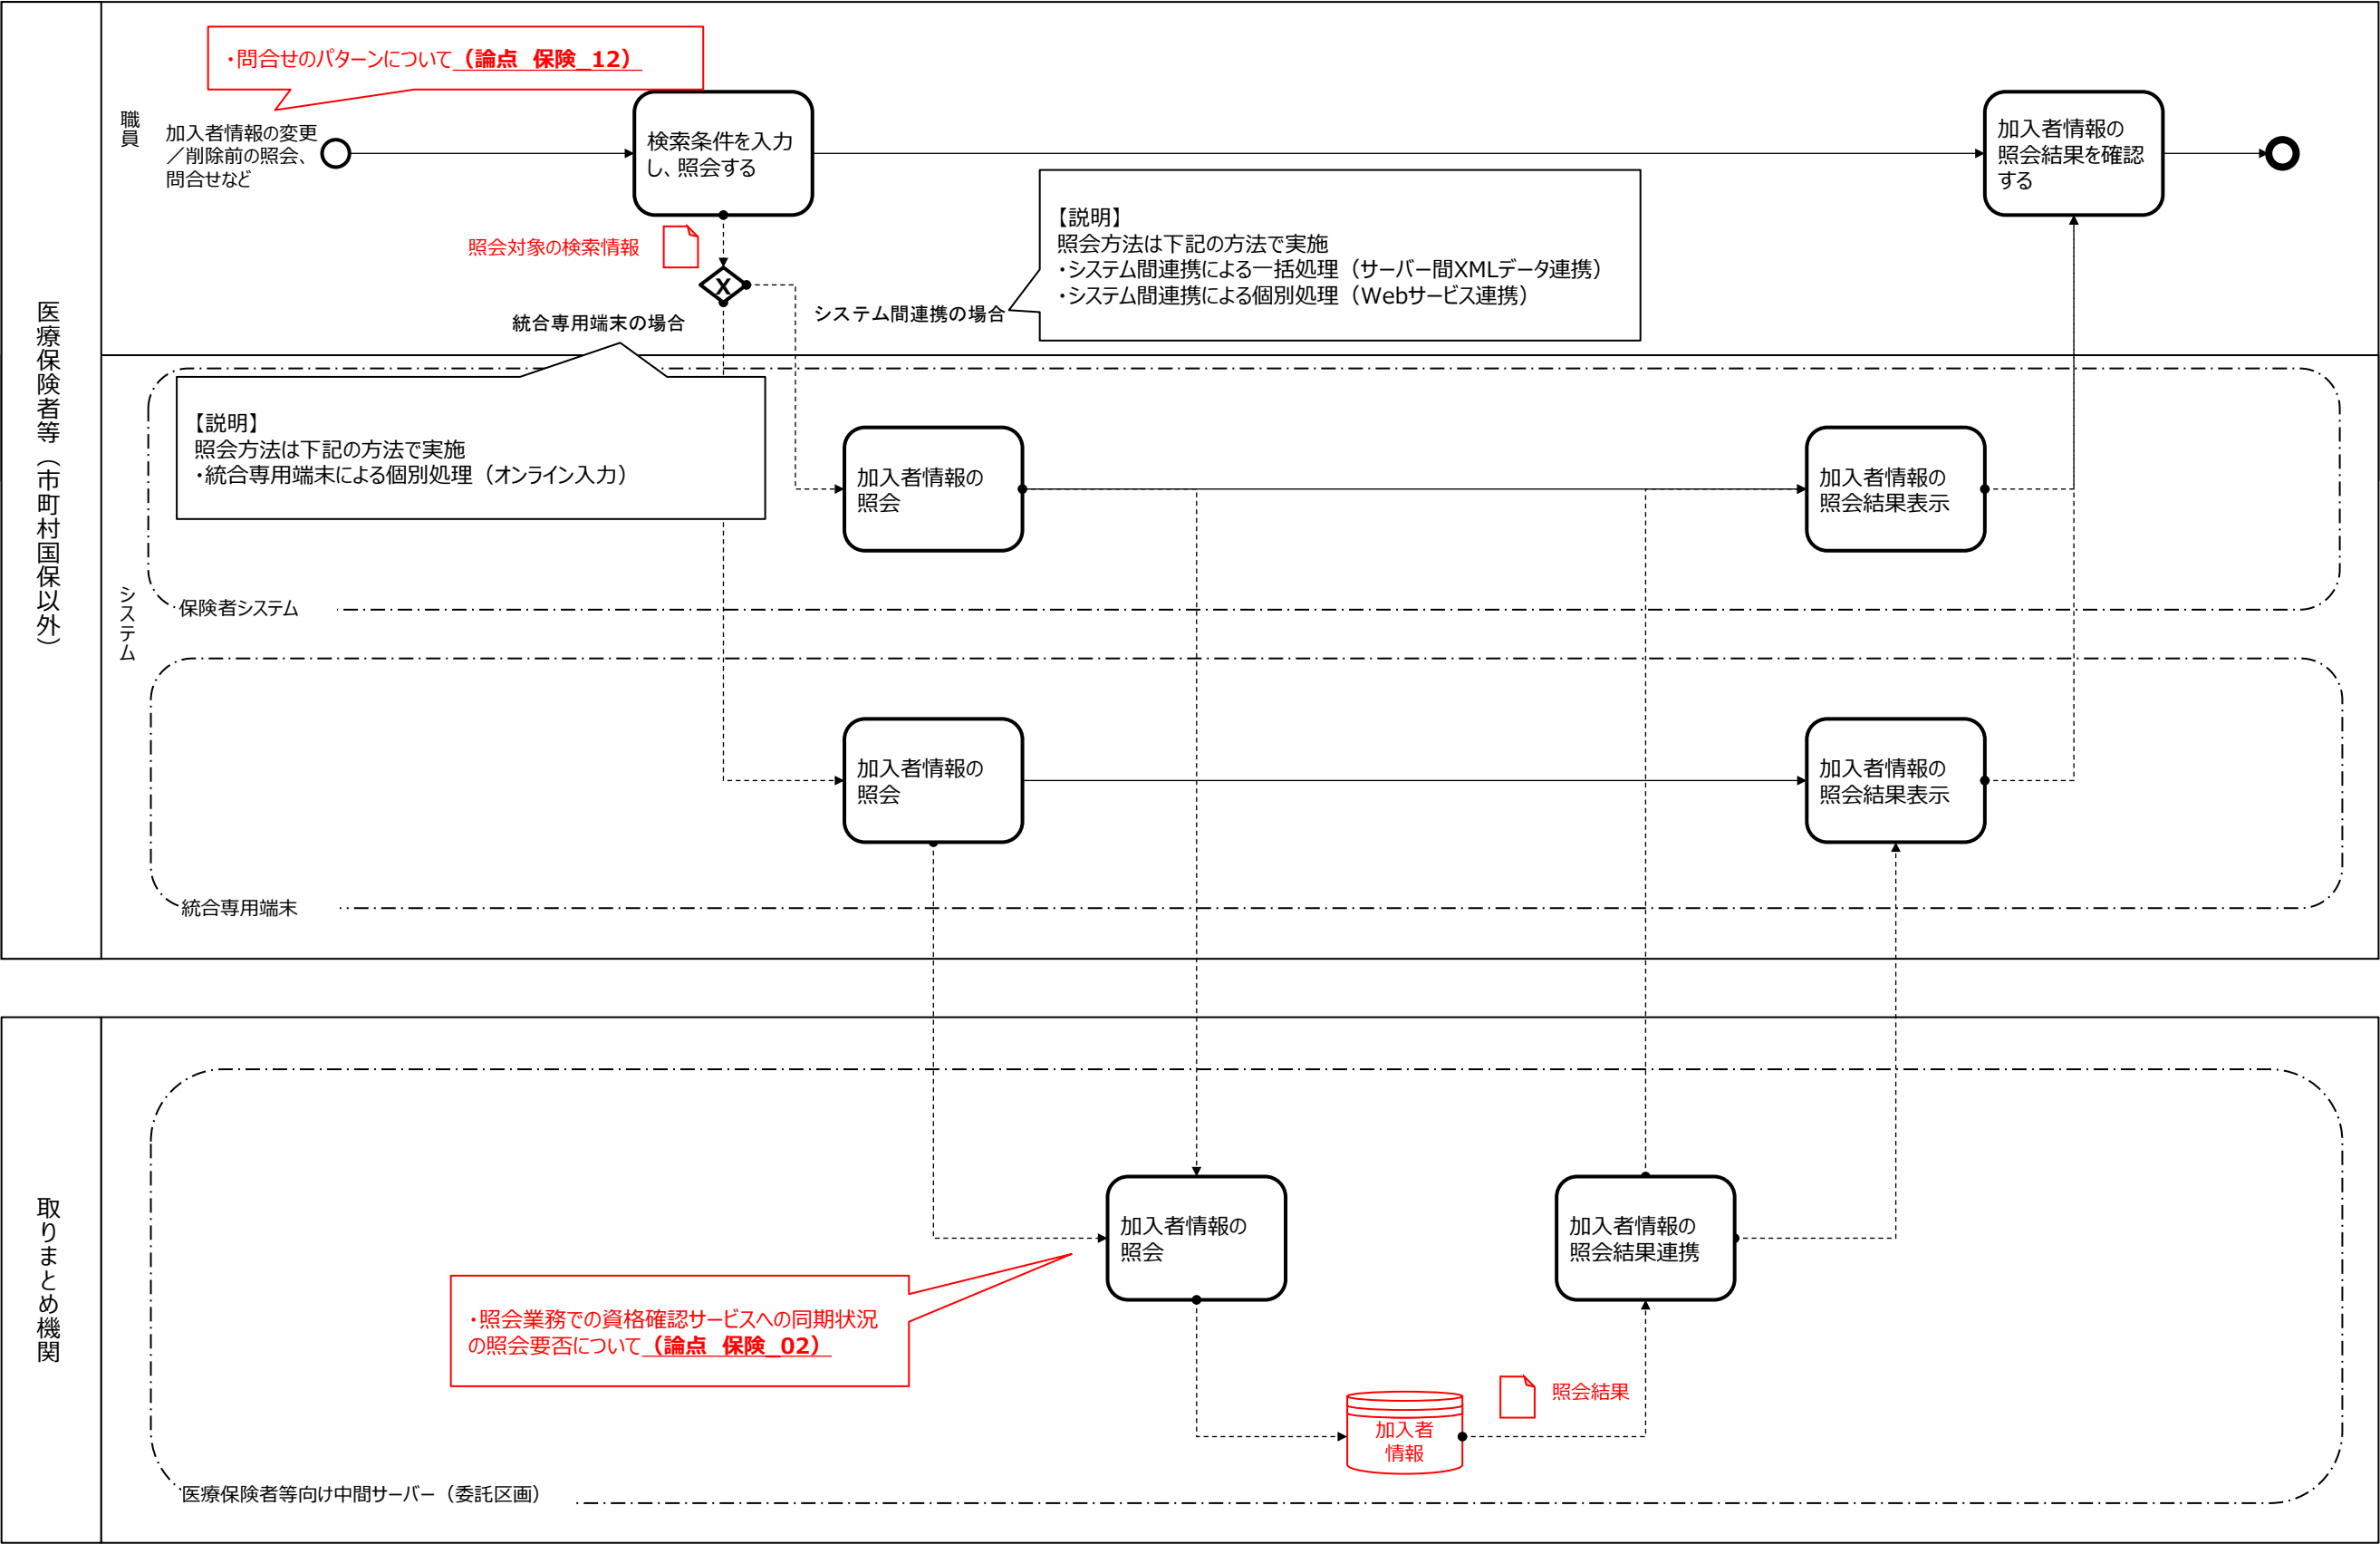 ・問合せのパターンについて（論点　保険_12）
職員
加入者情報の変更
／削除前の照会、
問合せなど
検索条件を入力
し、照会する
加入者情報の
照会結果を確認
する
照会対象の検索情報
X
【説明】
照会方法は下記の方法で実施
・システム間連携による一括処理（サーバー間XMLデータ連携）
・システム間連携による個別処理（Webサービス連携）
システム間連携の場合
統合専用端末の場合
医療保険者等（市町村国保以外）
【説明】
照会方法は下記の方法で実施
・統合専用端末による個別処理（オンライン入力）
加入者情報の
照会
加入者情報の
照会結果表示
システム
保険者システム
加入者情報の
照会
加入者情報の
照会結果表示
統合専用端末
取りまとめ機関
加入者情報の
照会
加入者情報の
照会結果連携
・照会業務での資格確認サービスへの同期状況
の照会要否について（論点　保険_02）
照会結果
加入者
情報
医療保険者等向け中間サーバー（委託区画）